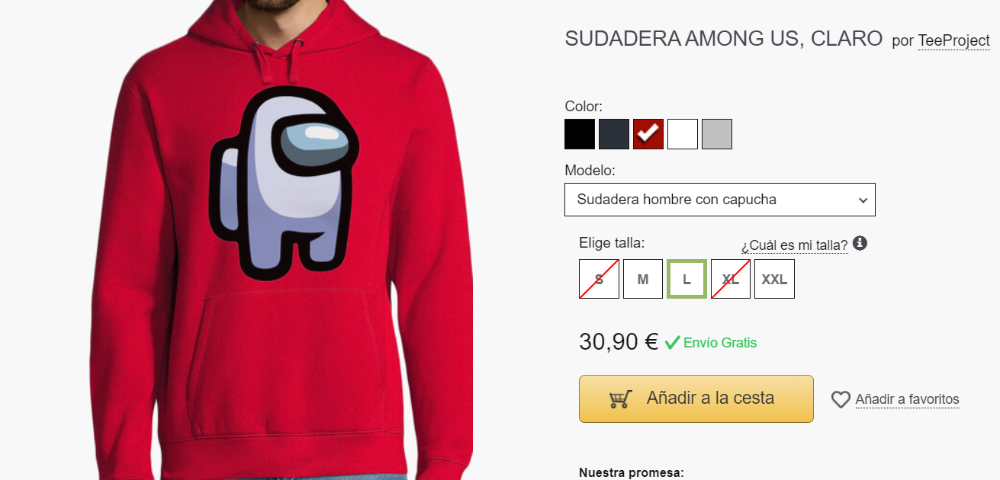 SUDADERA AMONG US, CLARO por TeeProject
Color:
Modelo:
Sudadera hombre con capucha
Elige talla: ¿Cuál es mi talla?
S M L XL XXL
30,90 € Envío Gratis
Añadir a la cesta Añadir a favoritos
Nuestra promesa: